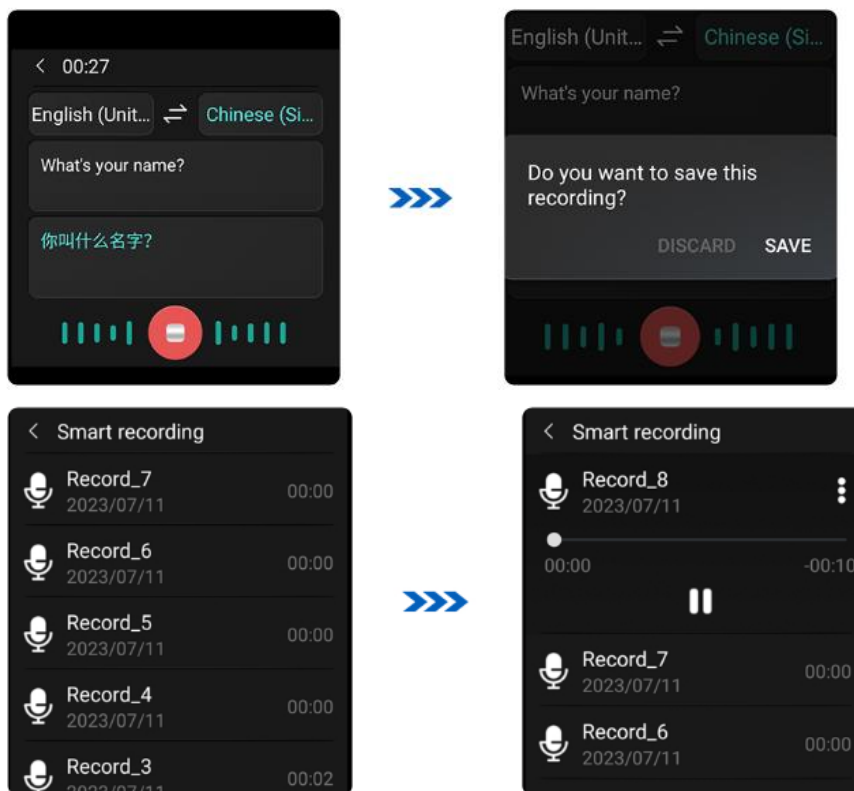 00:27
English (Unit... Chinese (Si...
What's your name?
你叫什么名字?
English (Unit... Chinese (Si...
What's your name?
Do you want to save this
recording?
DISCARD SAVE
Smart recording
Record_7
2023/07/11 00:00
Record_6
2023/07/11 00:00
Record_5
2023/07/11 00:00
Record_4
2023/07/11 00:00
Record_3
2023/07/11 00:02
Smart recording
Record_8
2023/07/11
00:00 -00:10
Record_7
2023/07/11 00:00
Record_6
2023/07/11 00:00